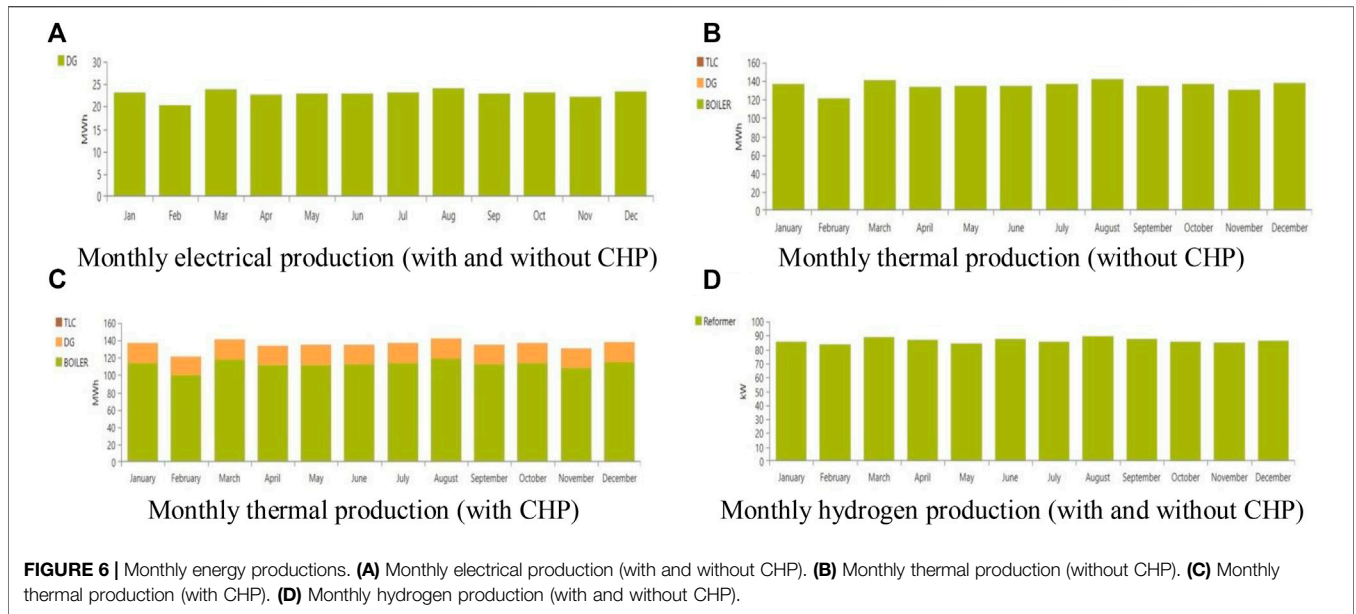 A
DG
30
25
20
15
10
5
0
MWh
Jan Feb Mar Apr May Jun Jul Aug Sep Oct Nov Dec
Monthly electrical production (with and without CHP)
B
TLC
DG
BOILER
160
140
120
100
80
60
40
20
0
MWh
January February March April May June July August September October November December
Monthly thermal production (without CHP)
C
TLC
DG
BOILER
160
140
120
100
80
60
40
20
0
MWh
January February March April May June July August September October November December
Monthly thermal production (with CHP)
D
Reformer
100
90
80
70
60
50
40
30
20
10
0
kW
January February March April May June July August September October November December
Monthly hydrogen production (with and without CHP)
FIGURE 6 | Monthly energy productions. (A) Monthly electrical production (with and without CHP). (B) Monthly thermal production (without CHP). (C) Monthly
thermal production (with CHP). (D) Monthly hydrogen production (with and without CHP).